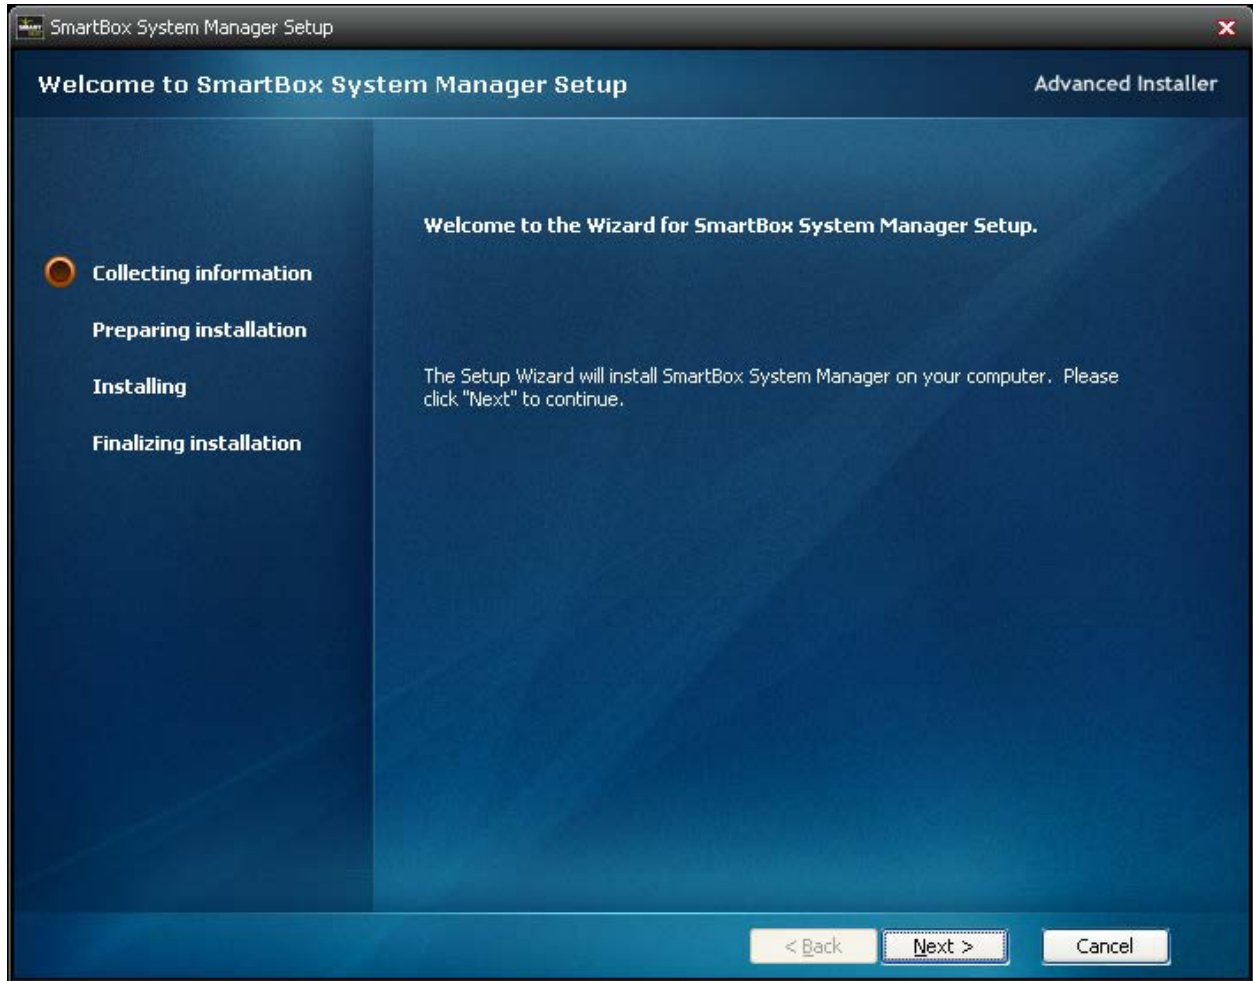 SmartBox System Manager Setup
Welcome to SmartBox System Manager Setup
Advanced Installer
Welcome to the Wizard for SmartBox System Manager Setup.
Collecting information
Preparing installation
Installing
Finalizing installation
The Setup Wizard will install SmartBox System Manager on your computer.  Please
click "Next" to continue.
< Back
Next >
Cancel